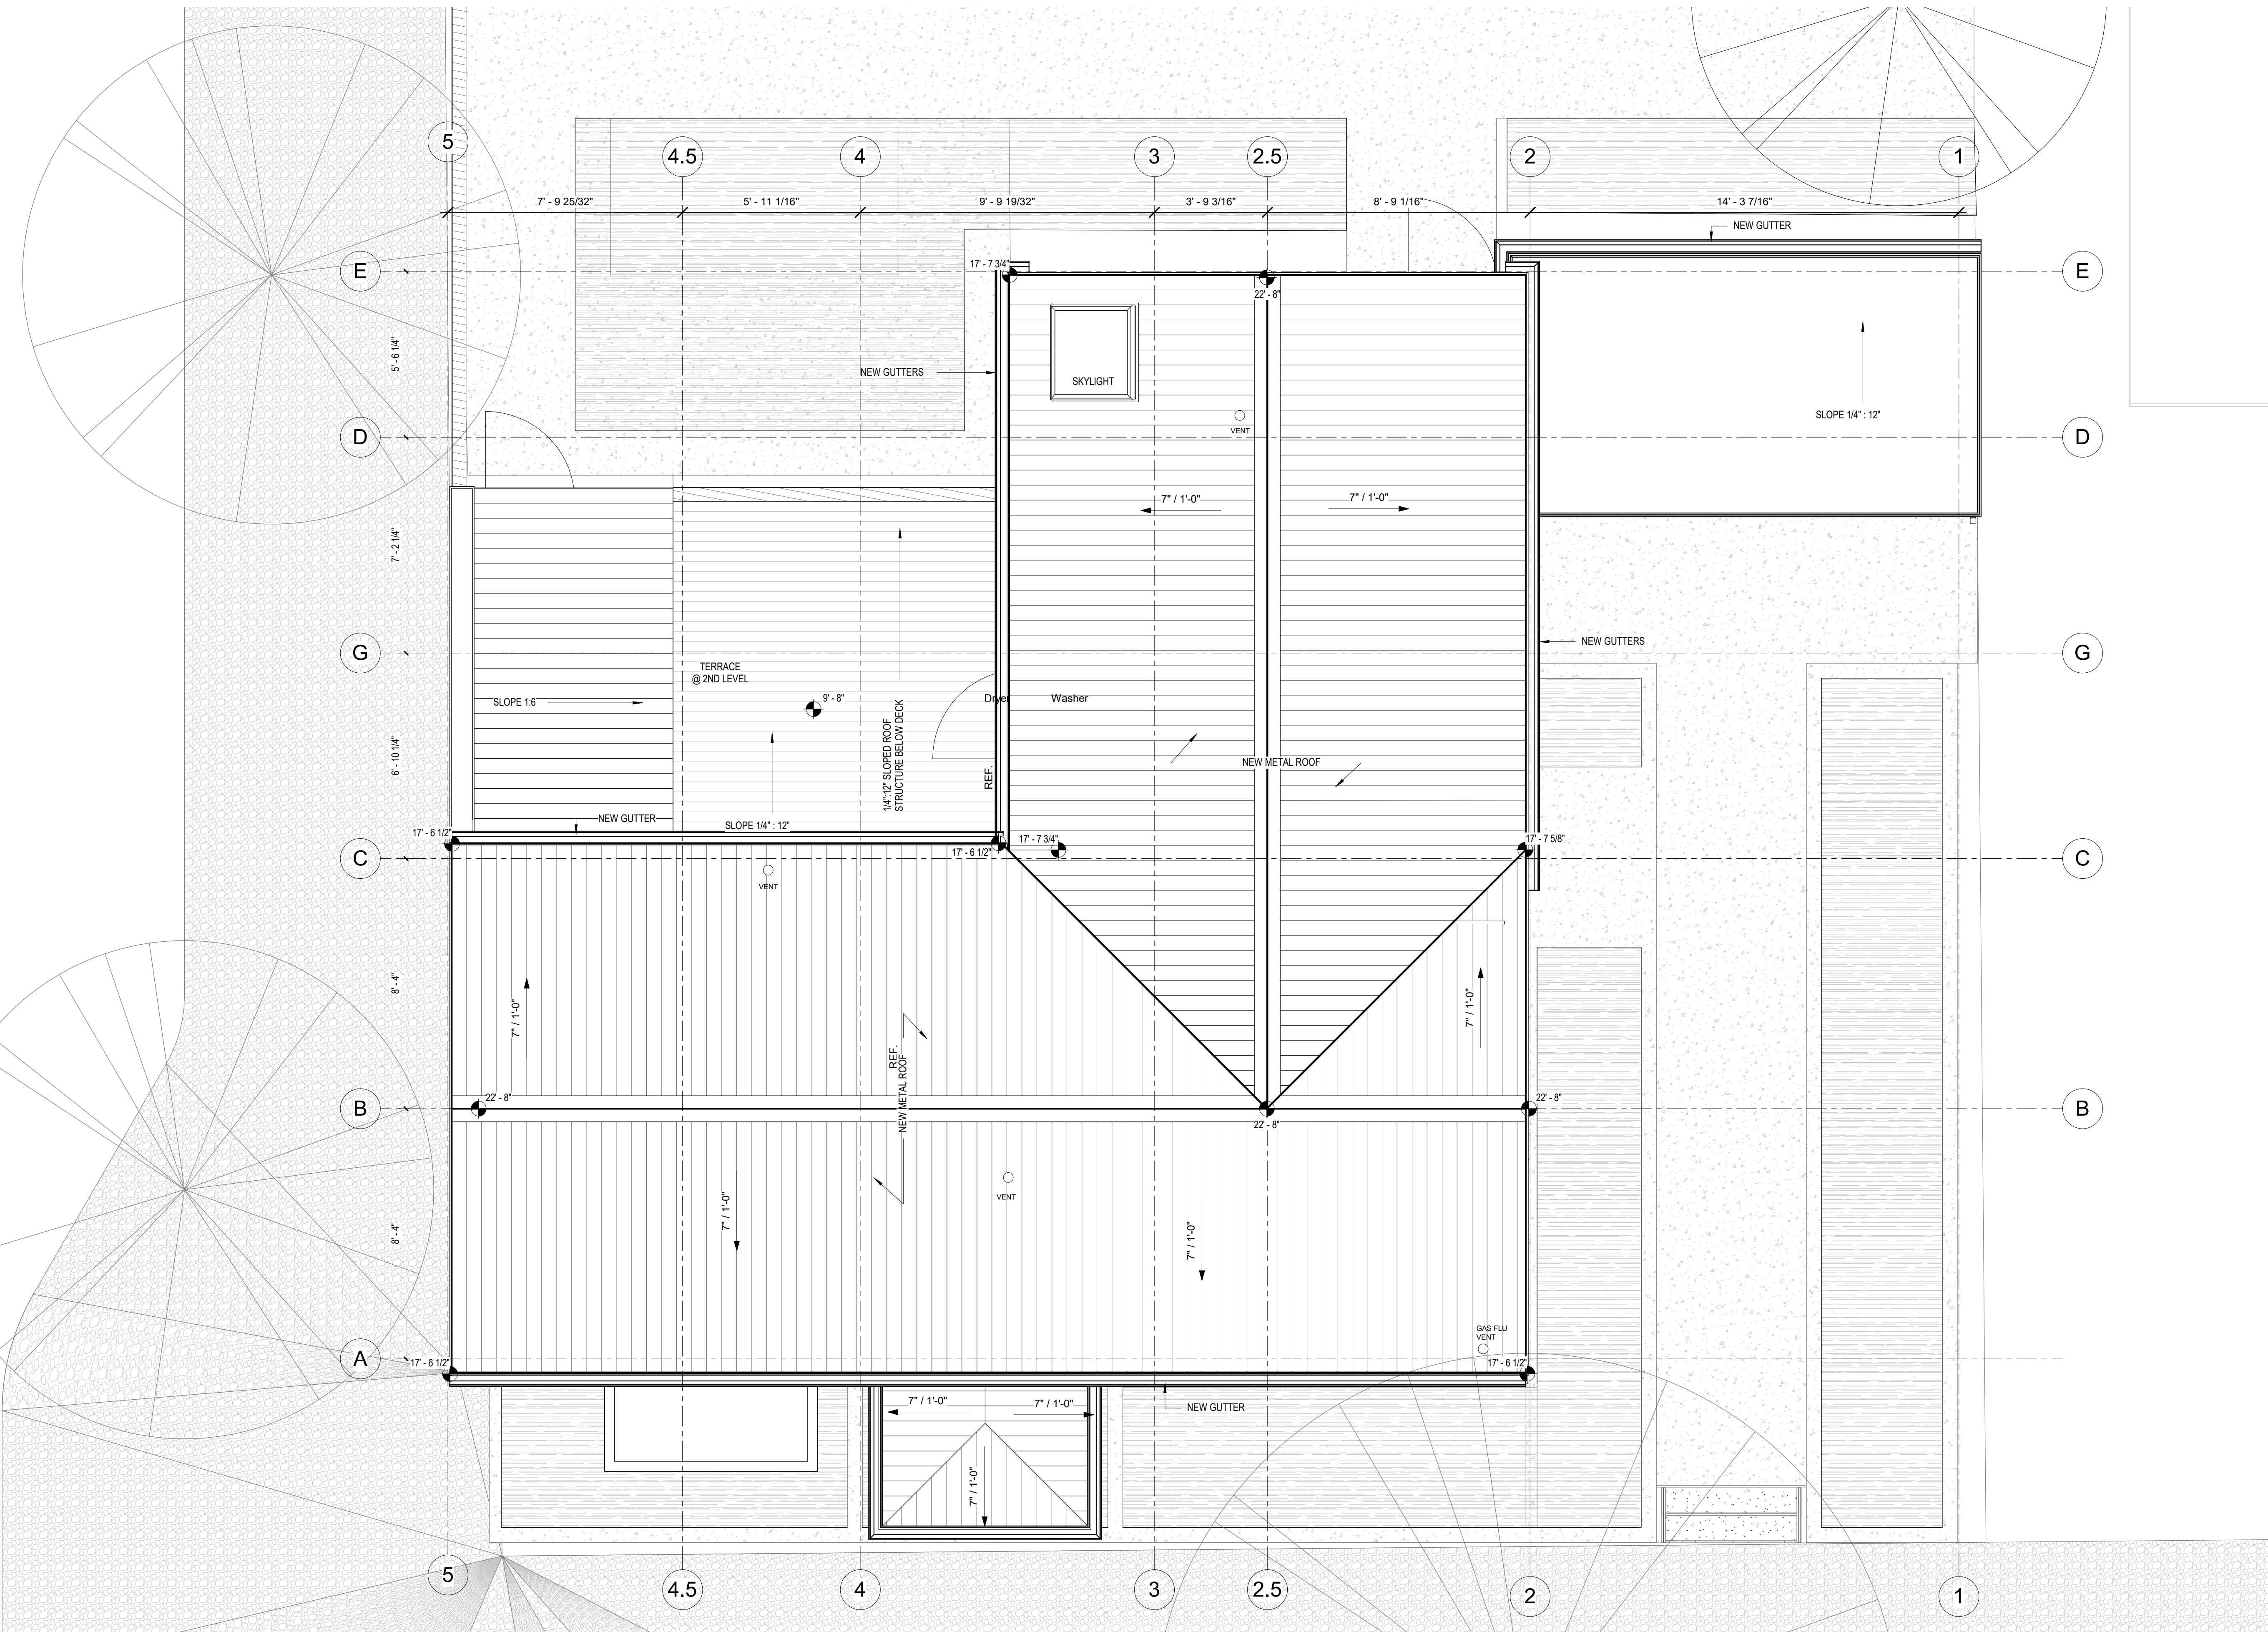 5
4.5
4
3
2.5
2
1
7' - 9 25/32"
5' - 11 1/16"
9' - 9 19/32"
3' - 9 3/16"
8' - 9 1/16"
14' - 3 7/16"
NEW GUTTER
E
17' - 7 3/4"
22' - 8"
E
5' - 6 1/4"
NEW GUTTERS
SKYLIGHT
VENT
SLOPE 1/4" : 12"
D
D
7" / 1'-0"
7" / 1'-0"
7' - 2 1/4"
NEW GUTTERS
G
G
TERRACE
@ 2ND LEVEL
SLOPE 1:6
9' - 8"
Dryer
Washer
1/4":12" SLOPED ROOF
STRUCTURE BELOW DECK
REF.
6' - 10 1/4"
NEW METAL ROOF
NEW GUTTER
SLOPE 1/4" : 12"
17' - 6 1/2"
17' - 6 1/2"
17' - 7 3/4"
17' - 7 5/8"
C
C
VENT
8' - 4"
7" / 1'-0"
7" / 1'-0"
REF.
NEW METAL ROOF
B
22' - 8"
22' - 8"
22' - 8"
B
VENT
8' - 4"
7" / 1'-0"
7" / 1'-0"
GAS FLU
VENT
A
17' - 6 1/2"
17' - 6 1/2"
7" / 1'-0"
7" / 1'-0"
NEW GUTTER
7" / 1'-0"
5
4.5
4
3
2.5
2
1